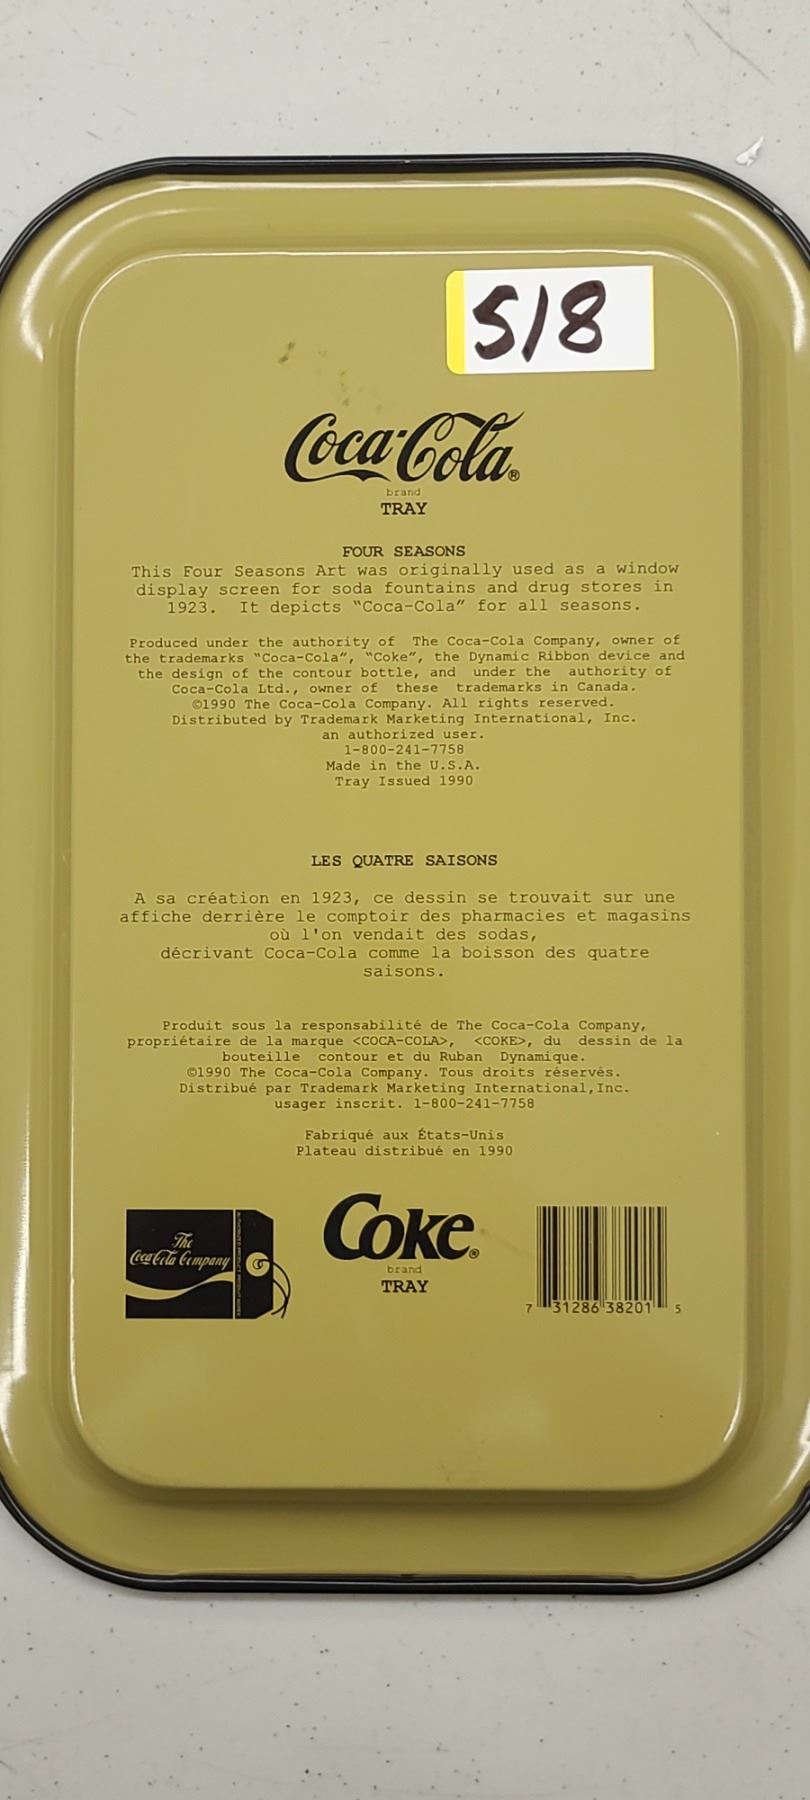 518
Coca-Cola®
brand
TRAY
FOUR SEASONS
This Four Seasons Art was originally used as a window
display screen for soda fountains and drug stores in
1923. It depicts “Coca-Cola” for all seasons.
Produced under the authority of The Coca-Cola Company, owner of
the trademarks “Coca-Cola”, “Coke”, the Dynamic Ribbon device and
the design of the contour bottle, and under the authority of
Coca-Cola Ltd., owner of these trademarks in Canada.
©1990 The Coca-Cola Company. All rights reserved.
Distributed by Trademark Marketing International, Inc.
an authorized user.
1-800-241-7758
Made in the U.S.A.
Tray Issued 1990
LES QUATRE SAISONS
A sa création en 1923, ce dessin se trouvait sur une
affiche derrière le comptoir des pharmacies et magasins
où l'on vendait des sodas,
décrivant Coca-Cola comme la boisson des quatre
saisons.
Produit sous la responsabilité de The Coca-Cola Company,
propriétaire de la marque <COCA-COLA>, <COKE>, du dessin de la
bouteille contour et du Ruban Dynamique.
©1990 The Coca-Cola Company. Tous droits réservés.
Distribué par Trademark Marketing International,Inc.
usager inscrit. 1-800-241-7758
Fabriqué aux États-Unis
Plateau distribué en 1990
The
Coca-Cola Company
Coke®
brand
TRAY
7 31286 38201 5